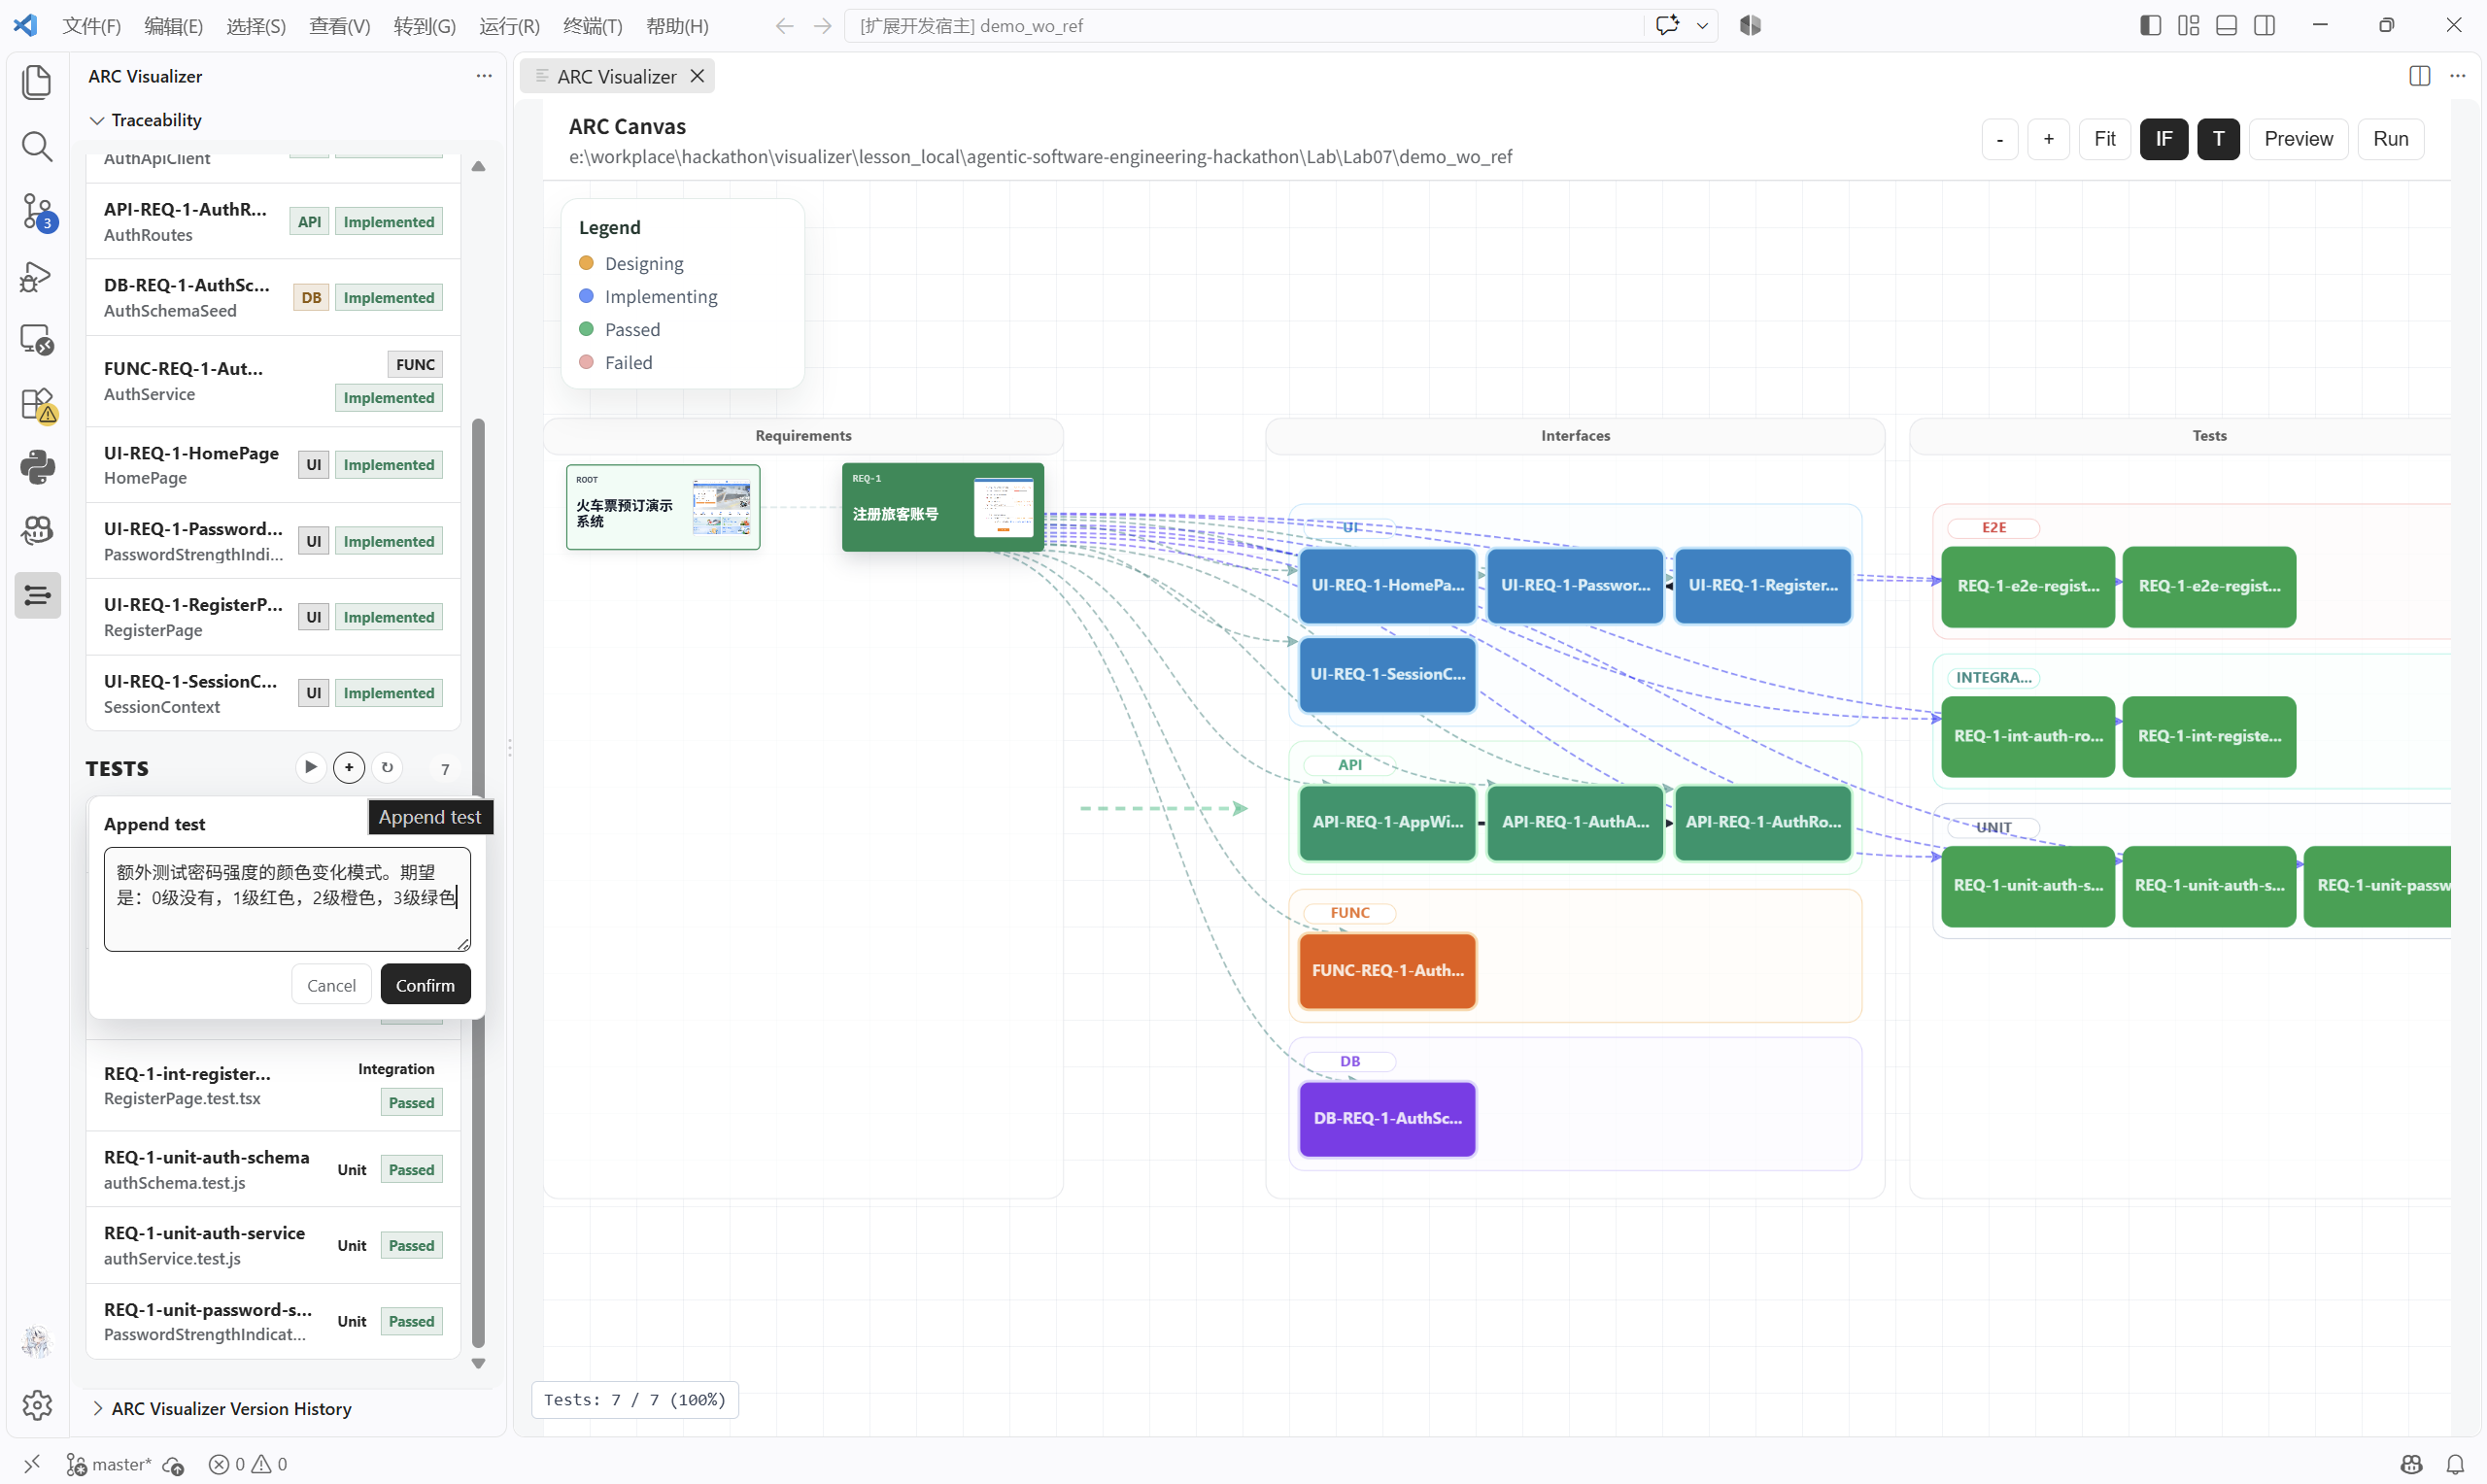 文件(F) 编辑(E) 选择(S) 查看(V) 转到(G) 运行(R) 终端(T) 帮助(H)
[扩展开发宿主] demo_wo_ref
ARC Visualizer
Traceability
AuthApiClient
API-REQ-1-AuthR...
AuthRoutes
API Implemented
DB-REQ-1-AuthSc...
AuthSchemaSeed
DB Implemented
FUNC-REQ-1-Aut...
AuthService
FUNC
Implemented
UI-REQ-1-HomePage
HomePage
UI Implemented
UI-REQ-1-Password...
PasswordStrengthIndi...
UI Implemented
UI-REQ-1-RegisterP...
RegisterPage
UI Implemented
UI-REQ-1-SessionC...
SessionContext
UI Implemented
TESTS
7
Append test
Append test
额外测试密码强度的颜色变化模式。期望
是：0级没有，1级红色，2级橙色，3级绿色
Cancel
Confirm
REQ-1-int-register...
RegisterPage.test.tsx
Integration
Passed
REQ-1-unit-auth-schema
authSchema.test.js
Unit Passed
REQ-1-unit-auth-service
authService.test.js
Unit Passed
REQ-1-unit-password-s...
PasswordStrengthIndicat...
Unit Passed
ARC Visualizer Version History
3
ARC Visualizer
ARC Canvas
e:\workplace\hackathon\visualizer\lesson_local\agentic-software-engineering-hackathon\Lab\Lab07\demo_wo_ref
- + Fit IF T Preview Run
Legend
Designing
Implementing
Passed
Failed
Requirements
ROOT
火车票预订演示
系统
REQ-1
注册旅客账号
Interfaces
UI
UI-REQ-1-HomePa...
UI-REQ-1-Passwor...
UI-REQ-1-Register...
UI-REQ-1-SessionC...
API
API-REQ-1-AppWi...
API-REQ-1-AuthA...
API-REQ-1-AuthRo...
FUNC
FUNC-REQ-1-Auth...
DB
DB-REQ-1-AuthSc...
Tests
E2E
REQ-1-e2e-regist...
REQ-1-e2e-regist...
INTEGRA...
REQ-1-int-auth-ro...
REQ-1-int-registe...
UNIT
REQ-1-unit-auth-s...
REQ-1-unit-auth-s...
REQ-1-unit-passw
Tests: 7 / 7 (100%)
master*
0 0